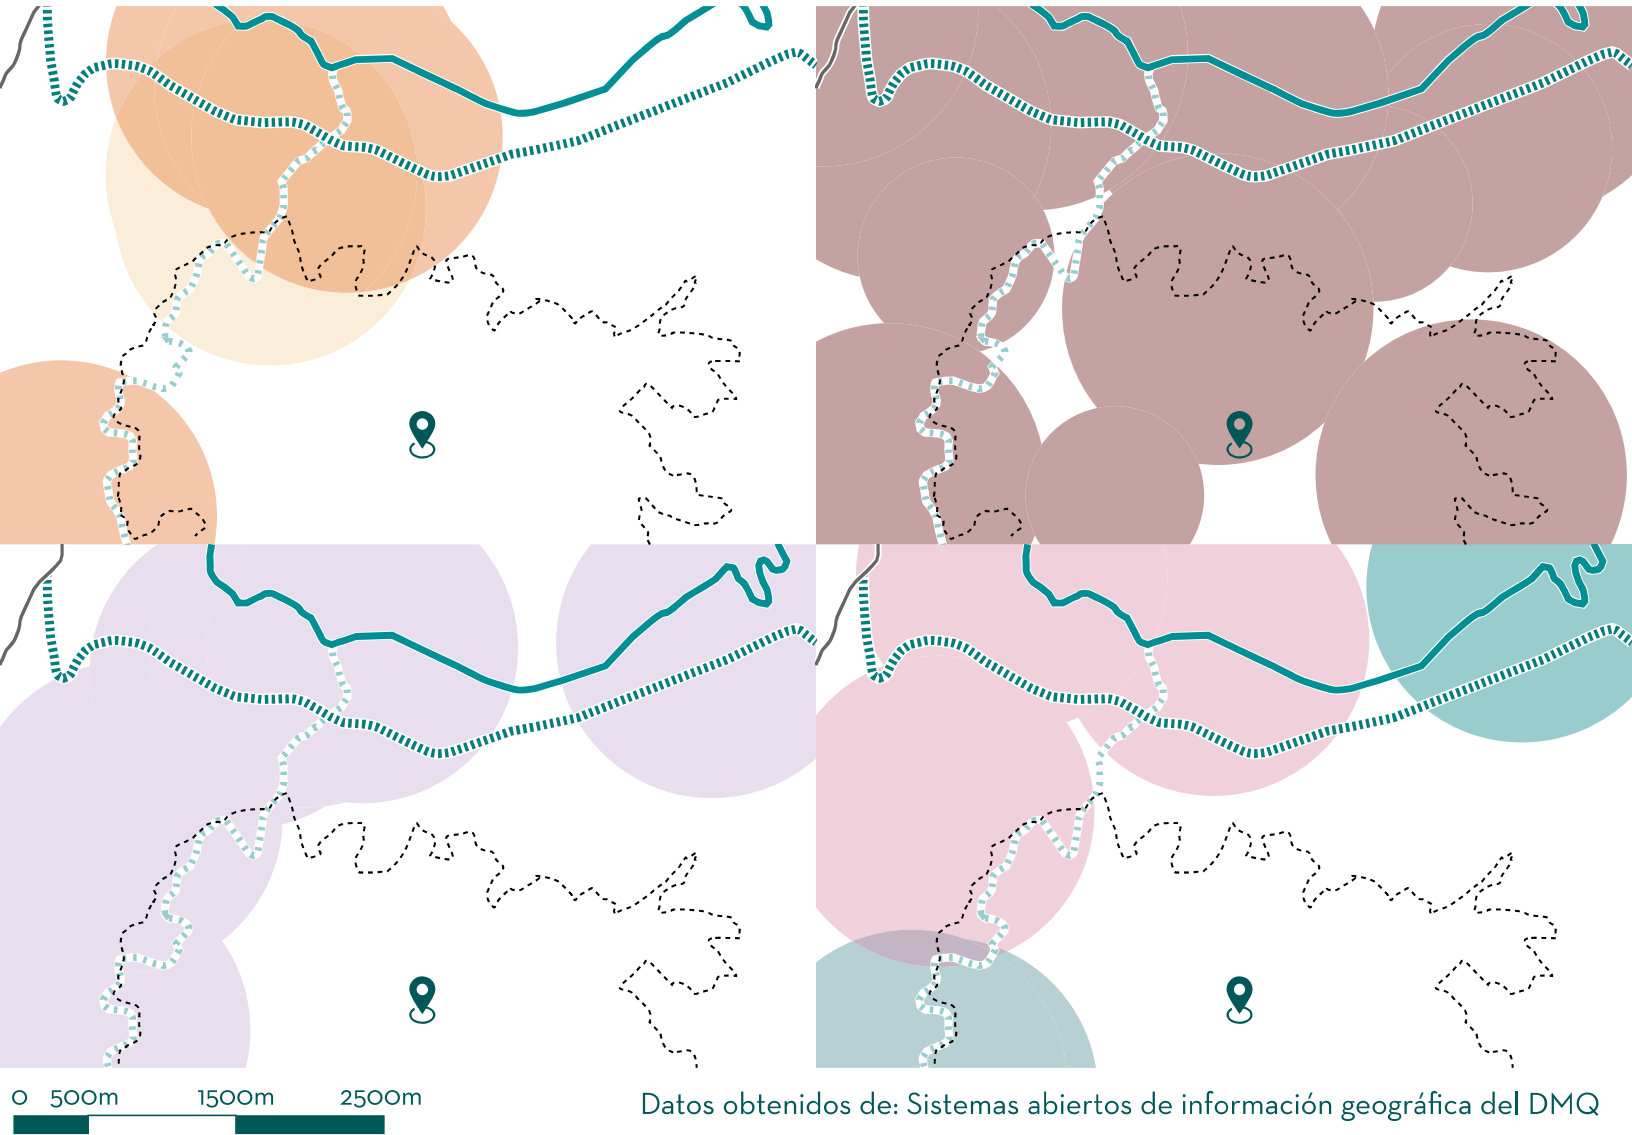 0 500m 1500m 2500m
Datos obtenidos de: Sistemas abiertos de información geográfica del DMQ